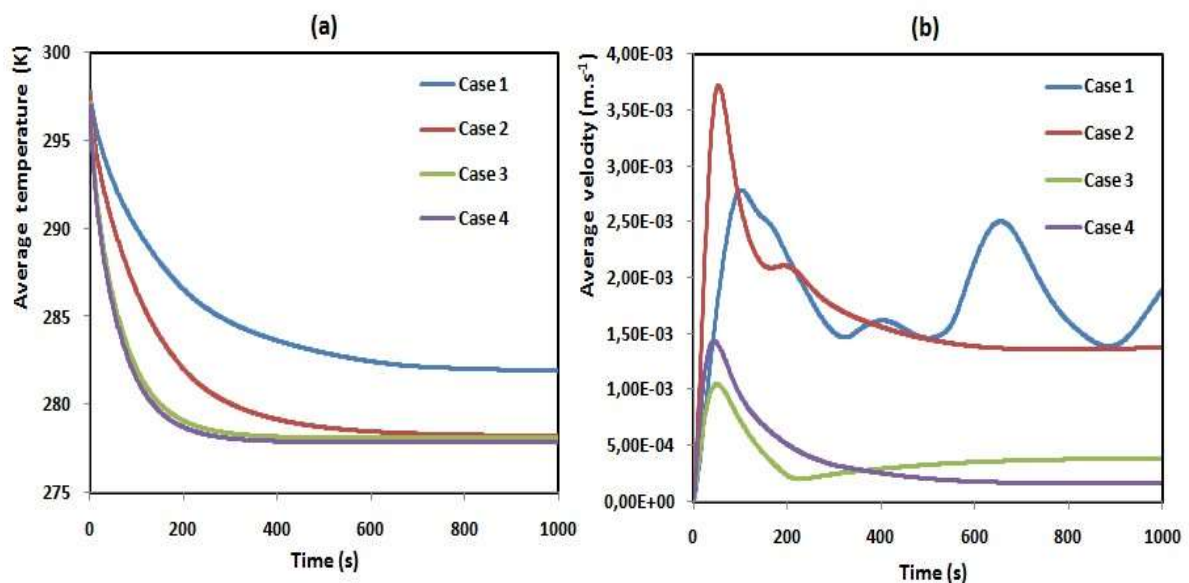 (a)
Average temperature (K)
300
295
290
285
280
275
0
200
400
600
800
1000
Time (s)
Case 1
Case 2
Case 3
Case 4
(b)
Average velocity (m.s⁻¹)
4,00E-03
3,50E-03
3,00E-03
2,50E-03
2,00E-03
1,50E-03
1,00E-03
5,00E-04
0,00E+00
0
200
400
600
800
1000
Time (s)
Case 1
Case 2
Case 3
Case 4